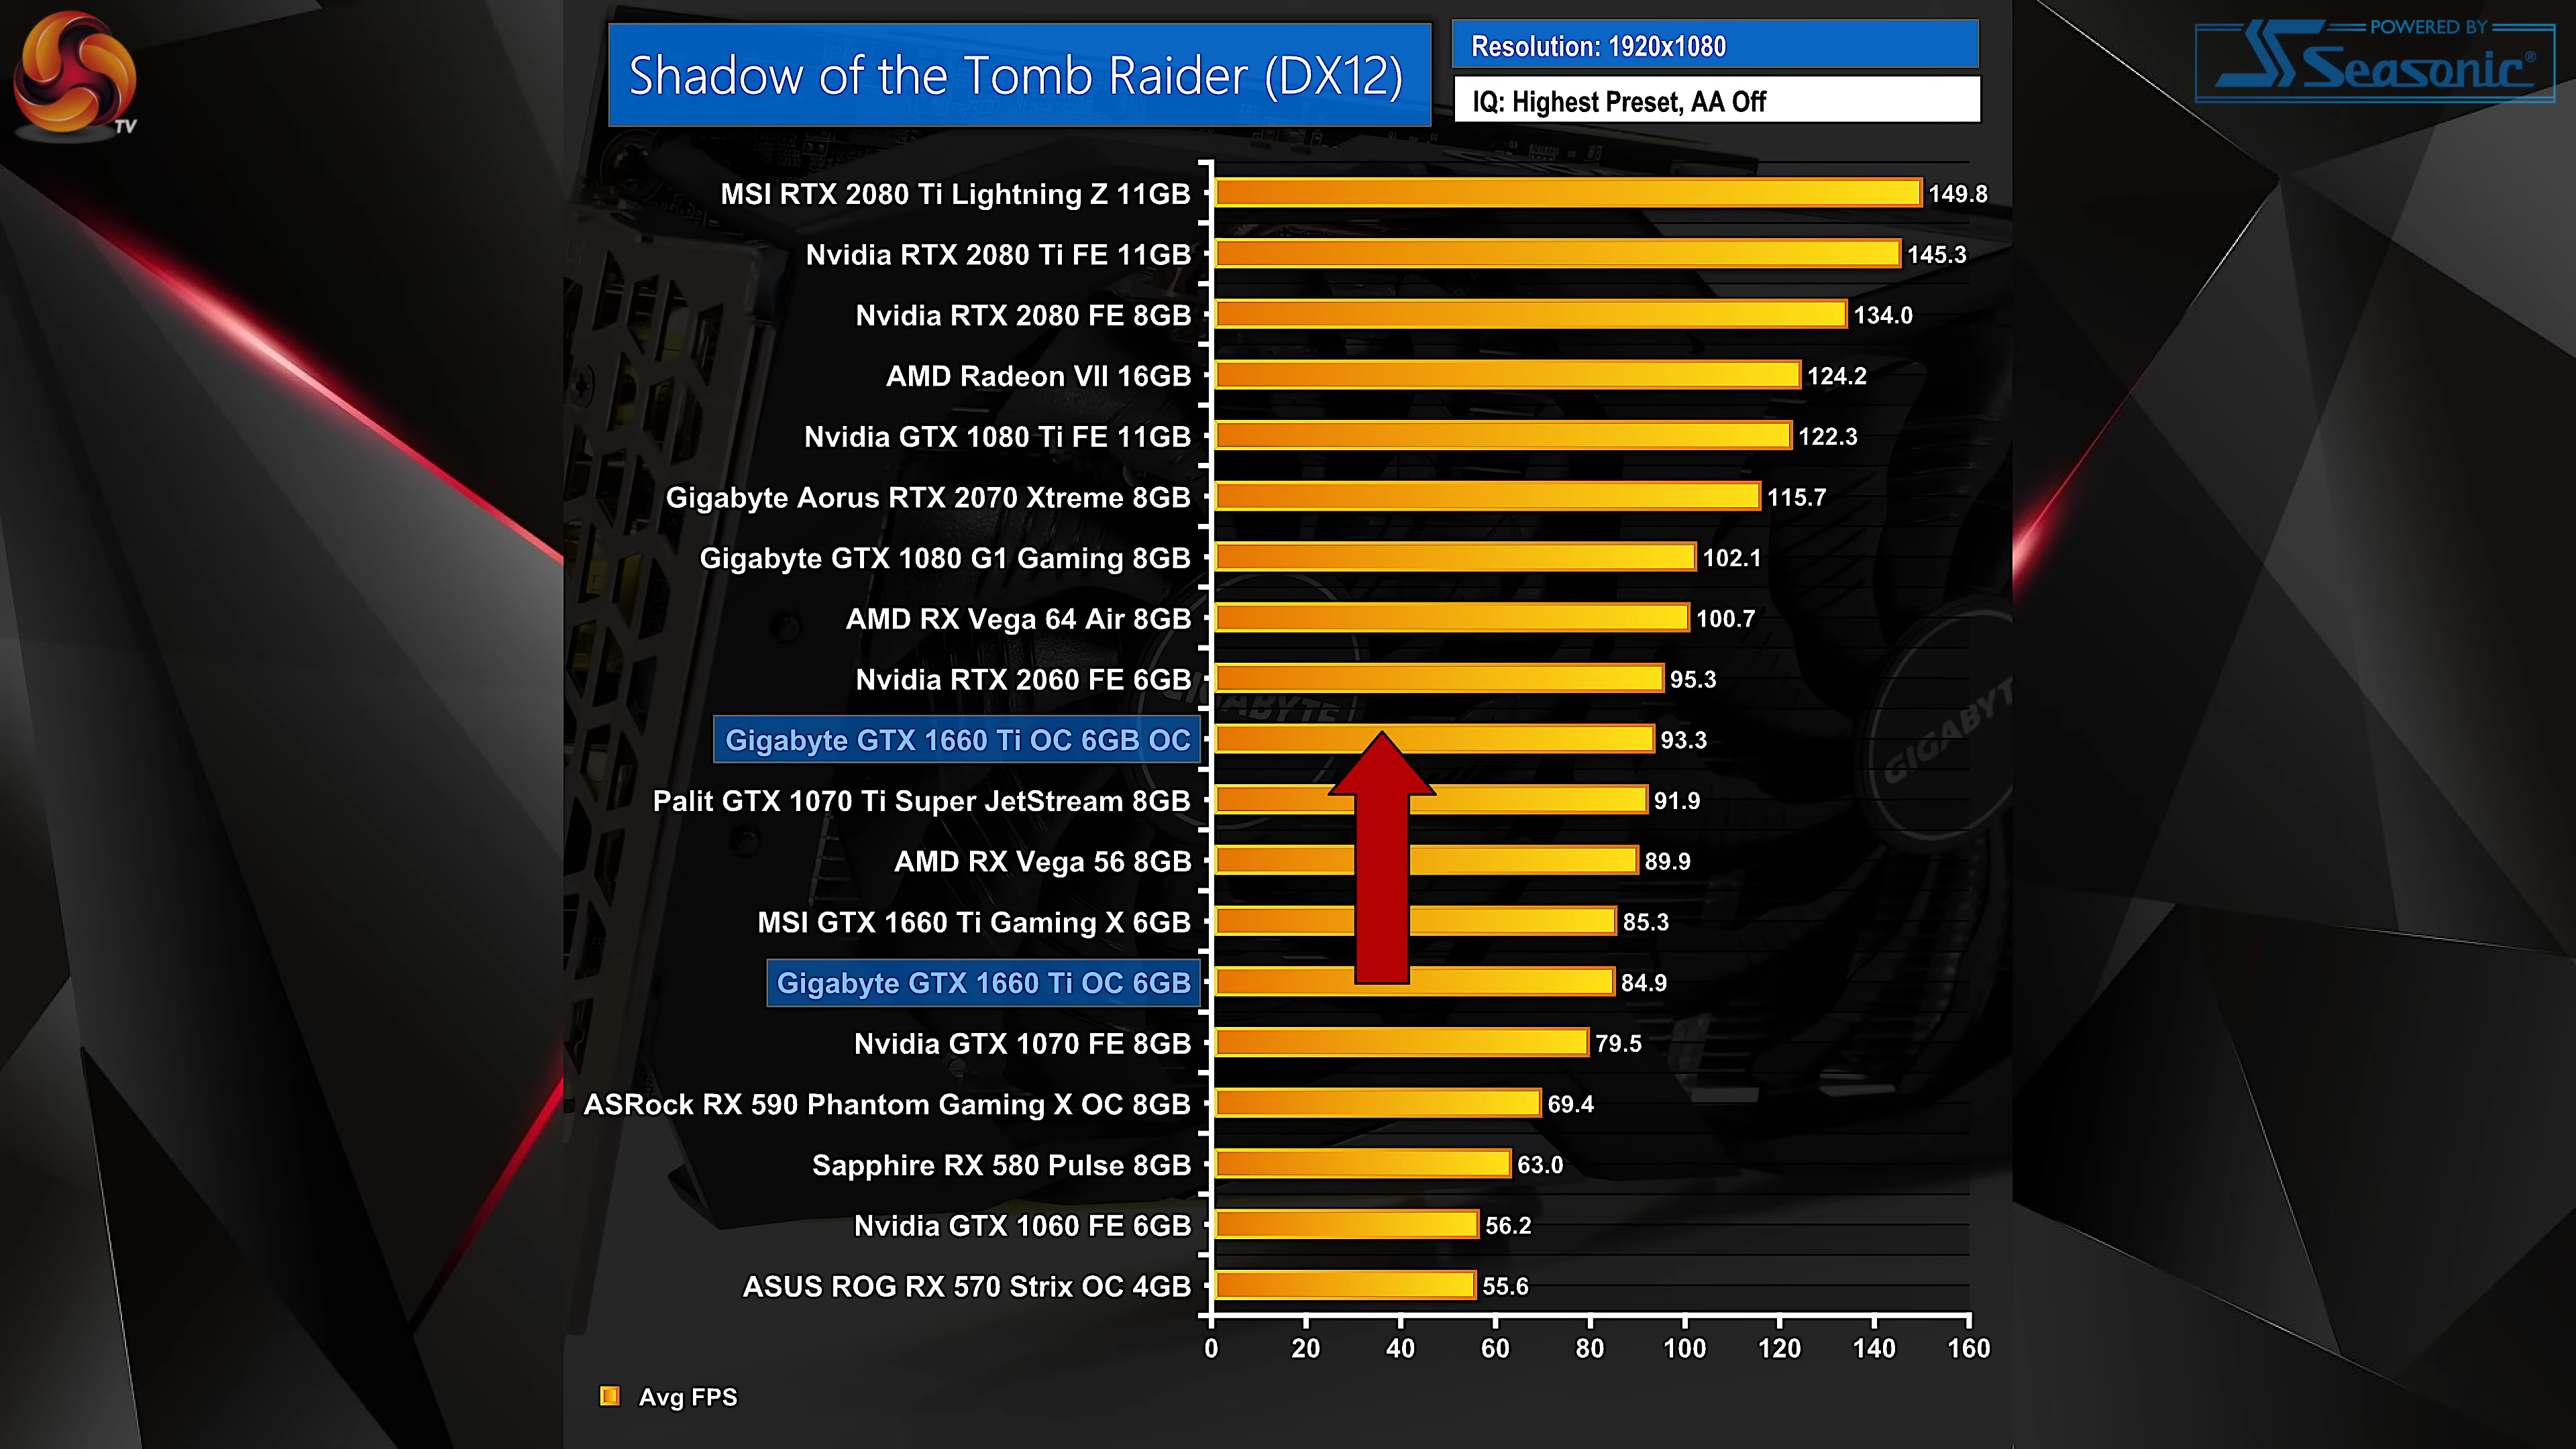 TV
Shadow of the Tomb Raider (DX12)
Resolution: 1920x1080
IQ: Highest Preset, AA Off
POWERED BY
Seasonic®
MSI RTX 2080 Ti Lightning Z 11GB 149.8
Nvidia RTX 2080 Ti FE 11GB 145.3
Nvidia RTX 2080 FE 8GB 134.0
AMD Radeon VII 16GB 124.2
Nvidia GTX 1080 Ti FE 11GB 122.3
Gigabyte Aorus RTX 2070 Xtreme 8GB 115.7
Gigabyte GTX 1080 G1 Gaming 8GB 102.1
AMD RX Vega 64 Air 8GB 100.7
Nvidia RTX 2060 FE 6GB 95.3
Gigabyte GTX 1660 Ti OC 6GB OC 93.3
Palit GTX 1070 Ti Super JetStream 8GB 91.9
AMD RX Vega 56 8GB 89.9
MSI GTX 1660 Ti Gaming X 6GB 85.3
Gigabyte GTX 1660 Ti OC 6GB 84.9
Nvidia GTX 1070 FE 8GB 79.5
ASRock RX 590 Phantom Gaming X OC 8GB 69.4
Sapphire RX 580 Pulse 8GB 63.0
Nvidia GTX 1060 FE 6GB 56.2
ASUS ROG RX 570 Strix OC 4GB 55.6
0 20 40 60 80 100 120 140 160
Avg FPS
GIGABYTE
GIGABYT